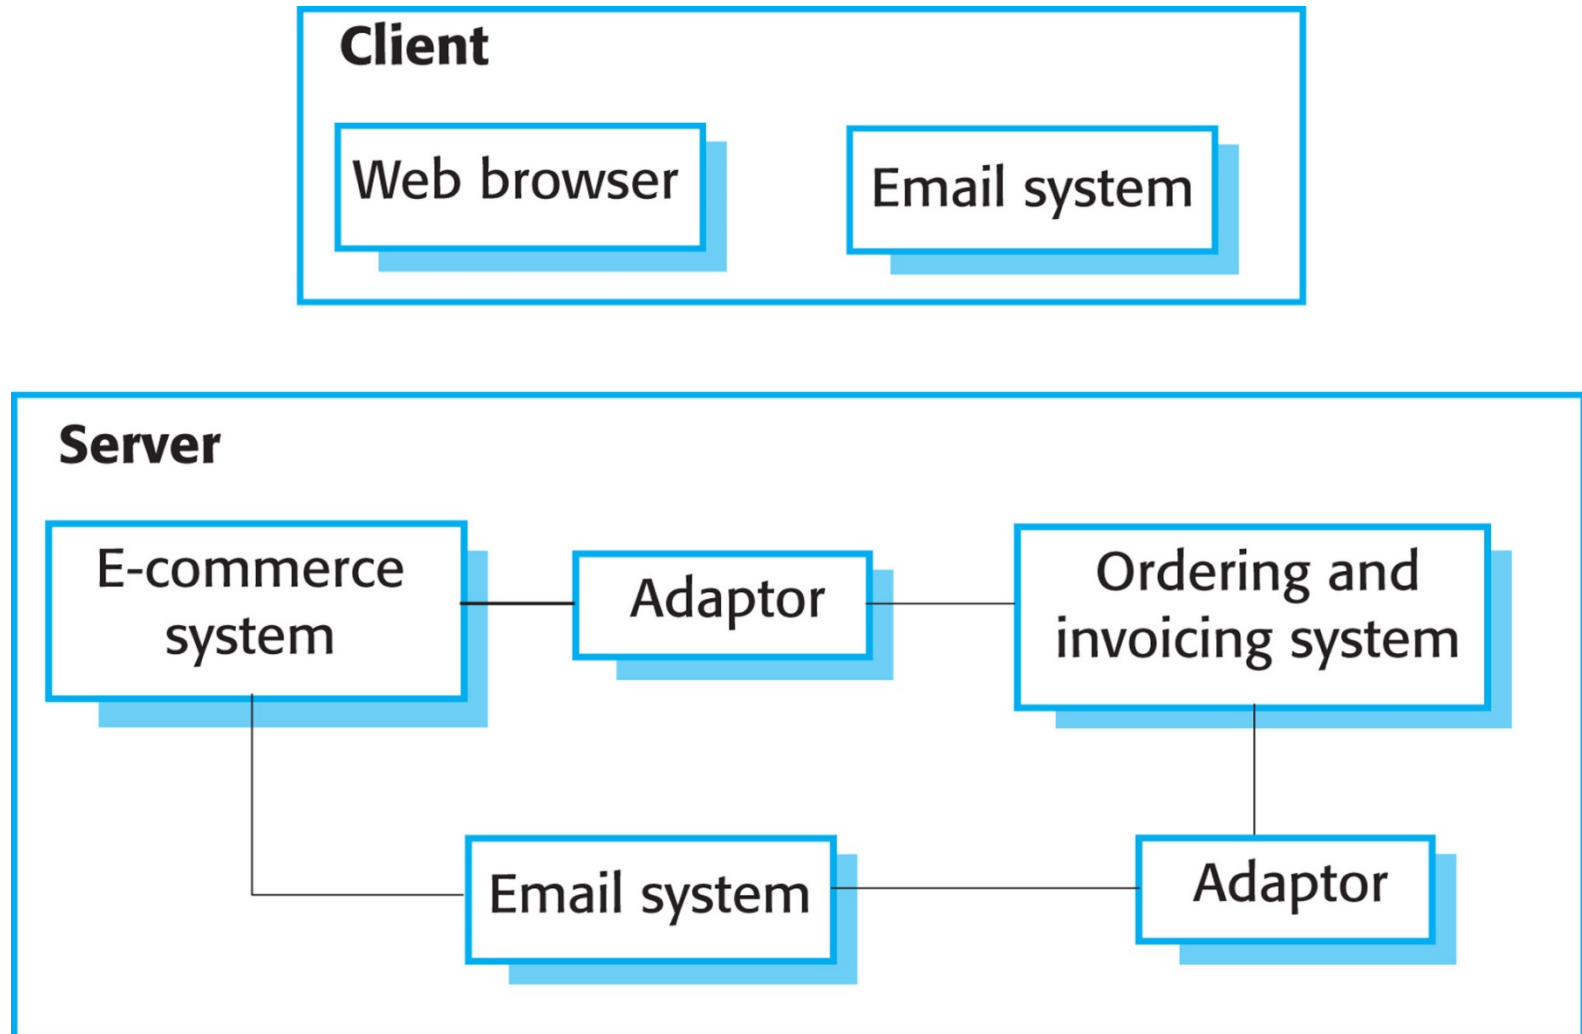 Client
Web browser
Email system
Server
E-commerce
system
Adaptor
Ordering and
invoicing system
Email system
Adaptor